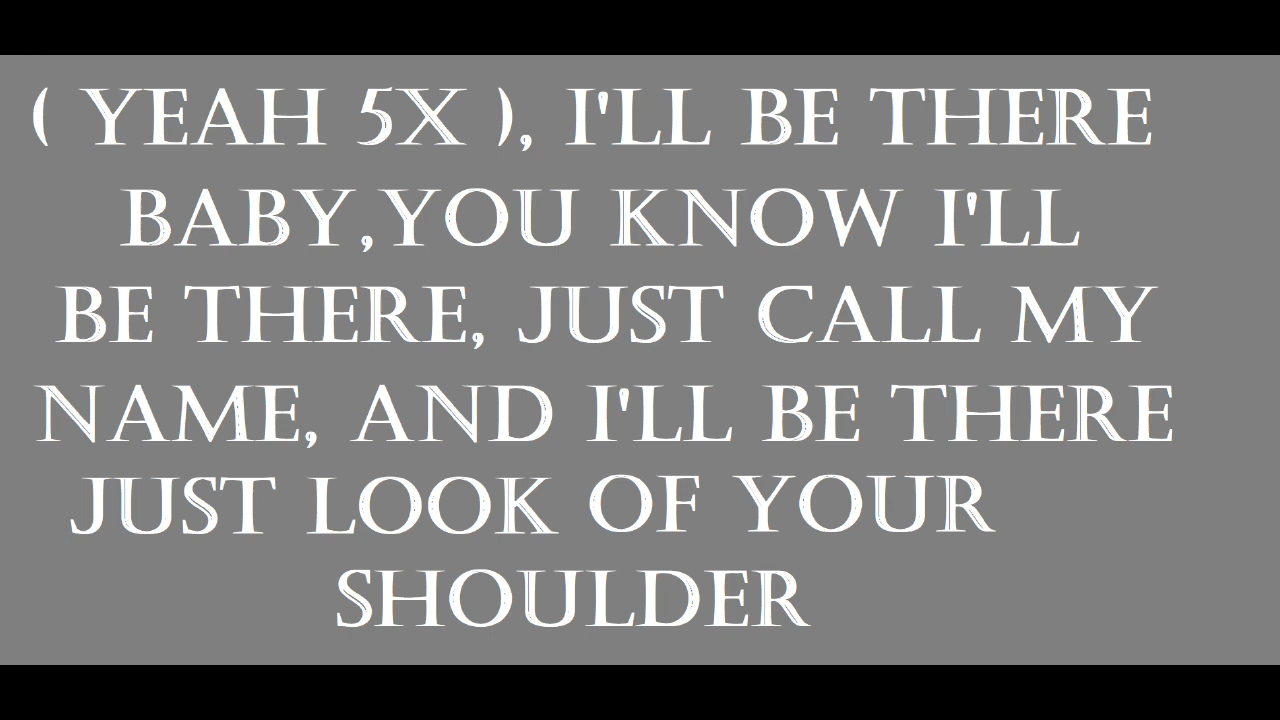 ( YEAH 5X ), I'LL BE THERE
BABY,YOU KNOW I'LL
BE THERE, JUST CALL MY
NAME, AND I'LL BE THERE
JUST LOOK OF YOUR
SHOULDER